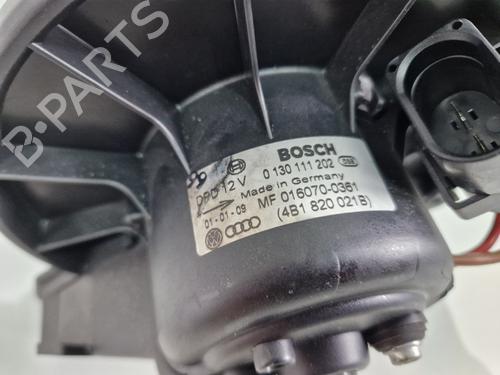 B-PARTS
BOSCH
DPO 12 V 0 130 111 202
Made in Germany
01-01-09 MF 016070-0361
(4B1 820 021B)